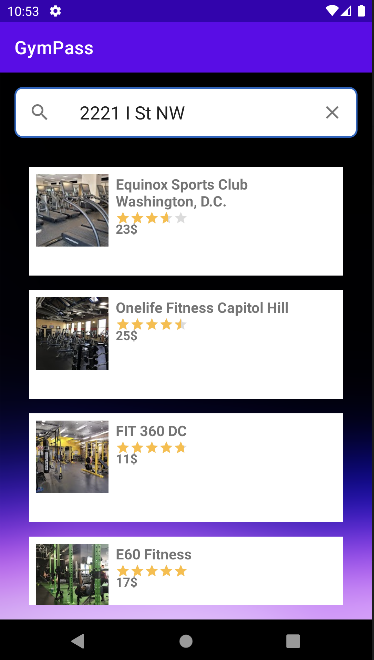 10:53
GymPass
2221 I St NW
Equinox Sports Club
Washington, D.C.
23$
Onelife Fitness Capitol Hill
25$
FIT 360 DC
11$
E60 Fitness
17$